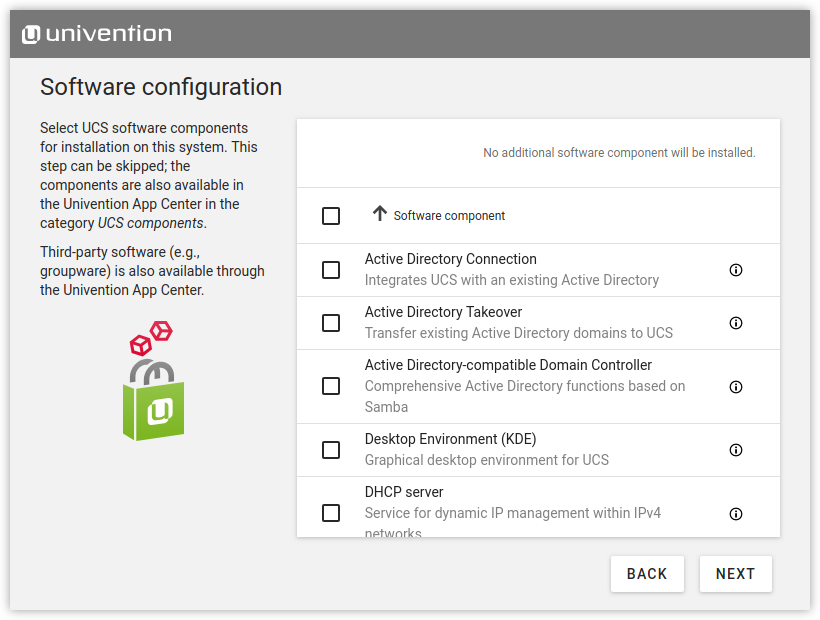 univention
Software configuration
Select UCS software components
for installation on this system. This
step can be skipped; the
components are also available in
the Univention App Center in the
category UCS components.
Third-party software (e.g.,
groupware) is also available through
the Univention App Center.
No additional software component will be installed.
Software component
Active Directory Connection
Integrates UCS with an existing Active Directory
Active Directory Takeover
Transfer existing Active Directory domains to UCS
Active Directory-compatible Domain Controller
Comprehensive Active Directory functions based on
Samba
Desktop Environment (KDE)
Graphical desktop environment for UCS
DHCP server
Service for dynamic IP management within IPv4
networks
BACK
NEXT